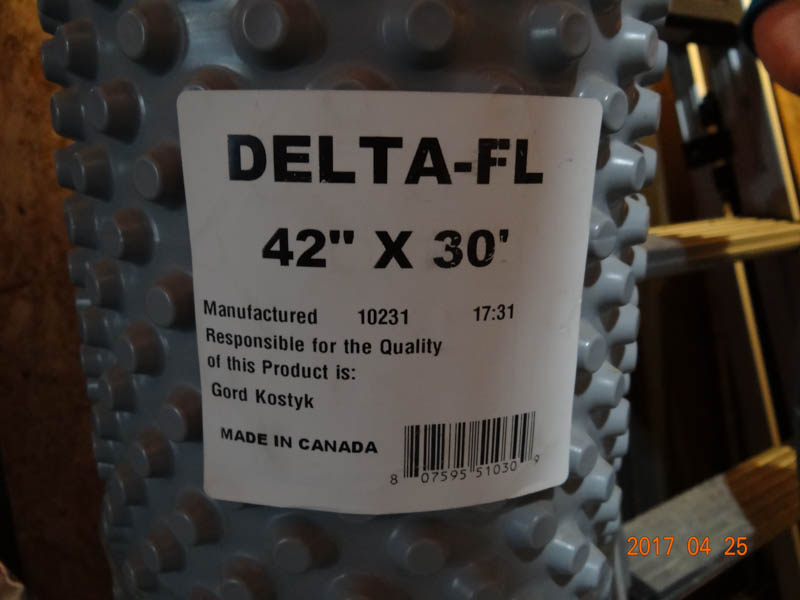 DELTA-FL
42" X 30'
Manufactured 10231 17:31
Responsible for the Quality
of this Product is:
Gord Kostyk
MADE IN CANADA
8 07595 51030 9
2017 04 25